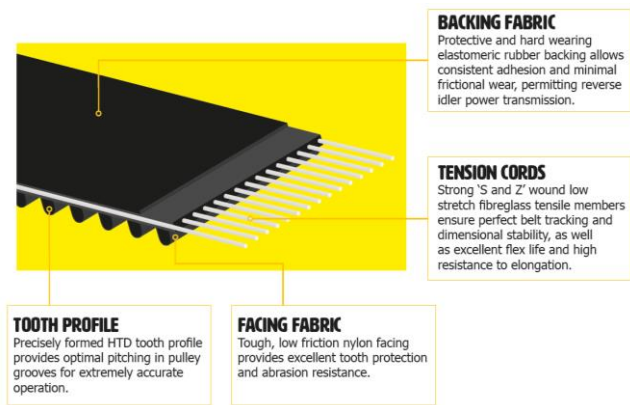 BACKING FABRIC
Protective and hard wearing
elastomeric rubber backing allows
consistent adhesion and minimal
frictional wear, permitting reverse
idler power transmission.
TENSION CORDS
Strong ‘S and Z’ wound low
stretch fibreglass tensile members
ensure perfect belt tracking and
dimensional stability, as well
as excellent flex life and high
resistance to elongation.
TOOTH PROFILE
Precisely formed HTD tooth profile
provides optimal pitching in pulley
grooves for extremely accurate
operation.
FACING FABRIC
Tough, low friction nylon facing
provides excellent tooth protection
and abrasion resistance.